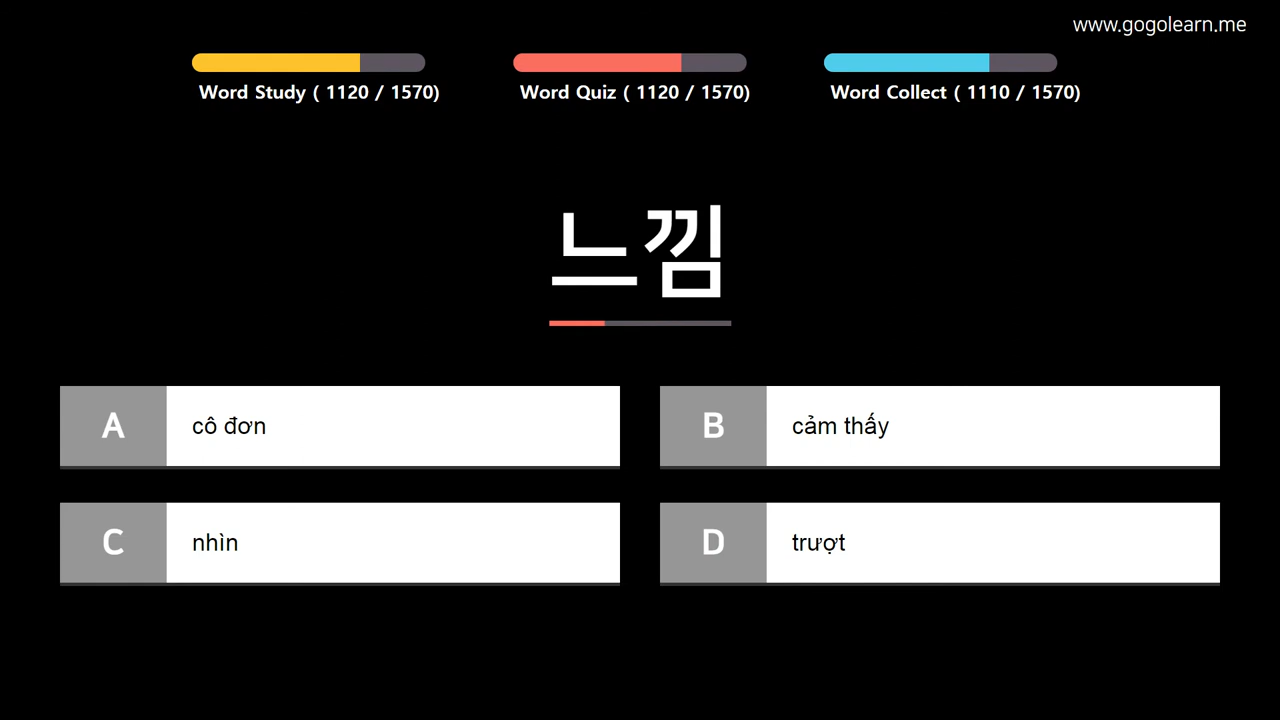 www.gogolearn.me
Word Study ( 1120 / 1570)
Word Quiz ( 1120 / 1570)
Word Collect ( 1110 / 1570)
느낌
A cô đơn
B cảm thấy
C nhìn
D trượt